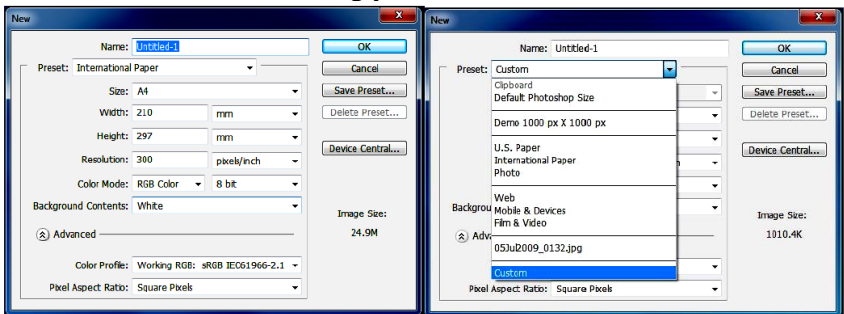 New
Name: Untitled-1
OK
Preset: International Paper
Cancel
Size: A4
Save Preset...
Width: 210 mm
Delete Preset...
Height: 297 mm
Resolution: 300 pixels/inch
Device Central...
Color Mode: RGB Color 8 bit
Background Contents: White
Image Size:
24.9M
Advanced
Color Profile: Working RGB: sRGB IEC61966-2.1
Pixel Aspect Ratio: Square Pixels
New
Name: Untitled-1
OK
Preset: Custom
Cancel
Clipboard
Save Preset...
Default Photoshop Size
Delete Preset...
Demo 1000 px X 1000 px
U.S. Paper
Device Central...
International Paper
Photo
Web
Backgrou Mobile & Devices
Image Size:
Film & Video
1010.4K
Adv
05Jul2009_0132.jpg
Custom
Pixel Aspect Ratio: Square Pixels